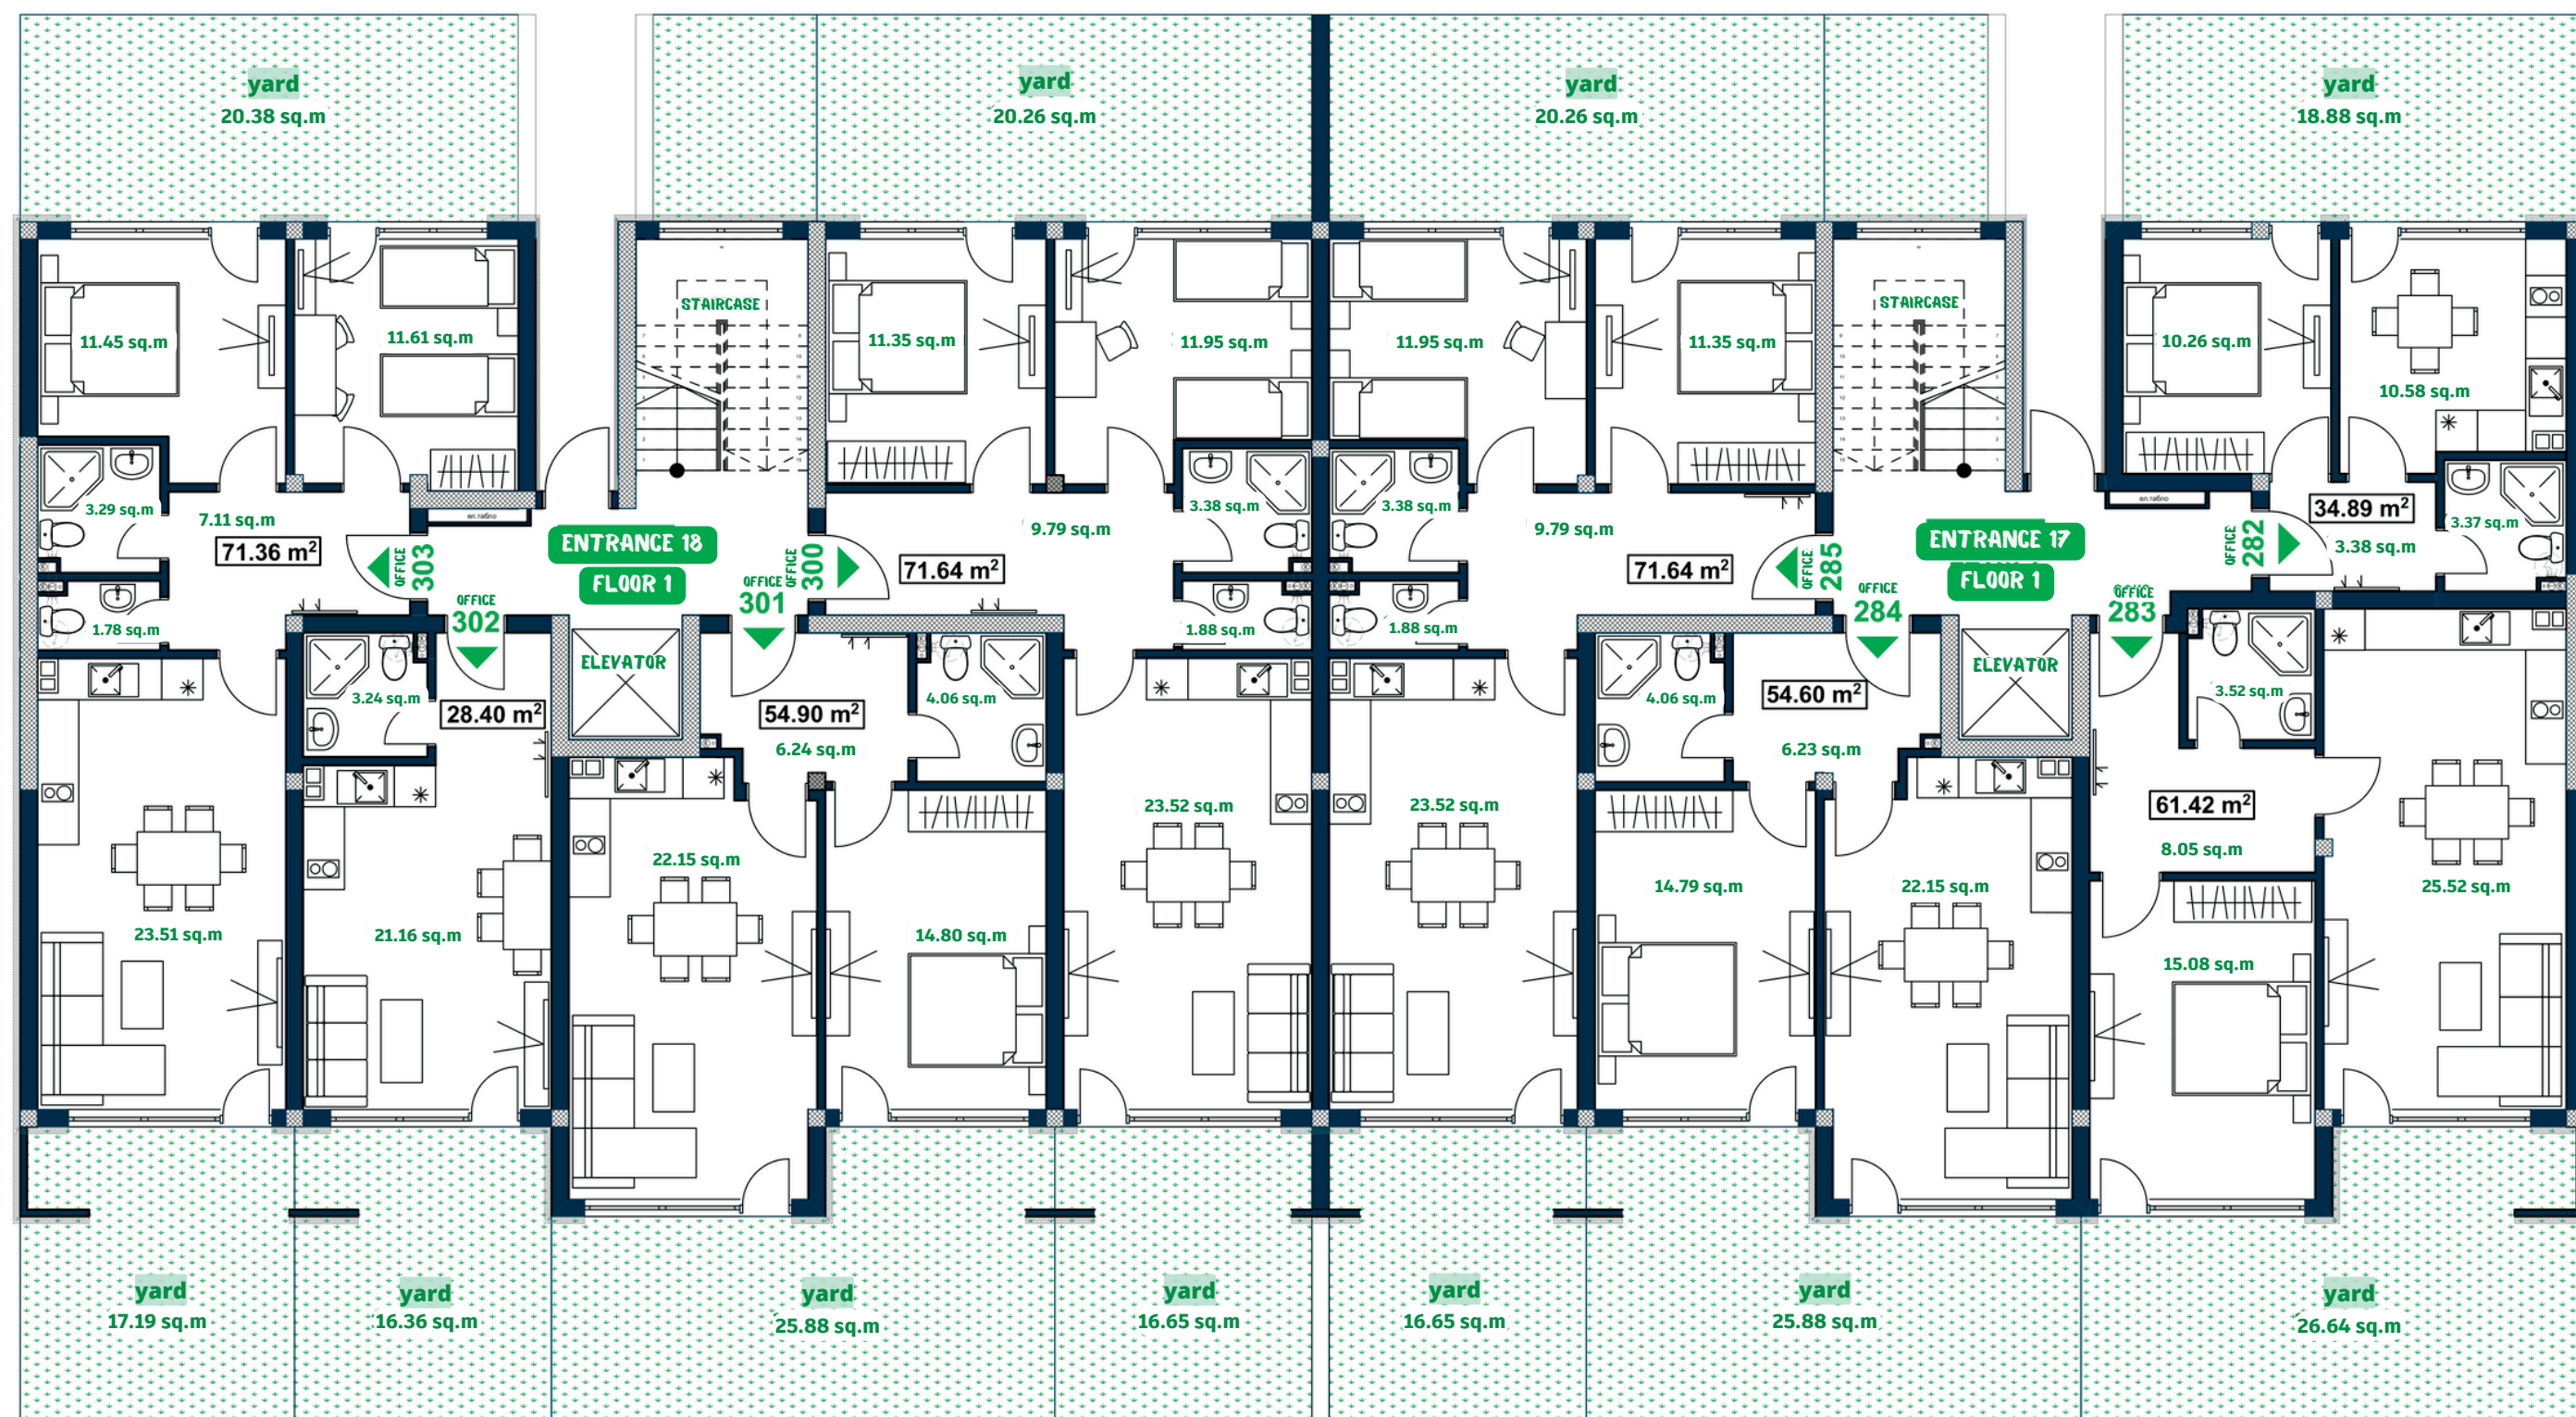 yard
20.38 sq.m
yard
20.26 sq.m
yard
20.26 sq.m
yard
18.88 sq.m
STAIRCASE
STAIRCASE
11.45 sq.m
11.61 sq.m
11.35 sq.m
11.95 sq.m
11.95 sq.m
11.35 sq.m
10.26 sq.m
10.58 sq.m
3.29 sq.m
7.11 sq.m
71.36 m²
OFFICE
303
ел.табло
ENTRANCE 18
FLOOR 1
OFFICE
300
9.79 sq.m
71.64 m²
3.38 sq.m
3.38 sq.m
9.79 sq.m
71.64 m²
OFFICE
285
ENTRANCE 17
FLOOR 1
ел.табло
OFFICE
282
34.89 m²
3.38 sq.m
3.37 sq.m
1.78 sq.m
OFFICE
302
OFFICE
301
1.88 sq.m
1.88 sq.m
OFFICE
284
OFFICE
283
3.24 sq.m
28.40 m²
ELEVATOR
54.90 m²
6.24 sq.m
4.06 sq.m
4.06 sq.m
54.60 m²
6.23 sq.m
ELEVATOR
3.52 sq.m
61.42 m²
8.05 sq.m
23.51 sq.m
21.16 sq.m
22.15 sq.m
14.80 sq.m
23.52 sq.m
23.52 sq.m
14.79 sq.m
22.15 sq.m
15.08 sq.m
25.52 sq.m
yard
17.19 sq.m
yard
16.36 sq.m
yard
25.88 sq.m
yard
16.65 sq.m
yard
16.65 sq.m
yard
25.88 sq.m
yard
26.64 sq.m